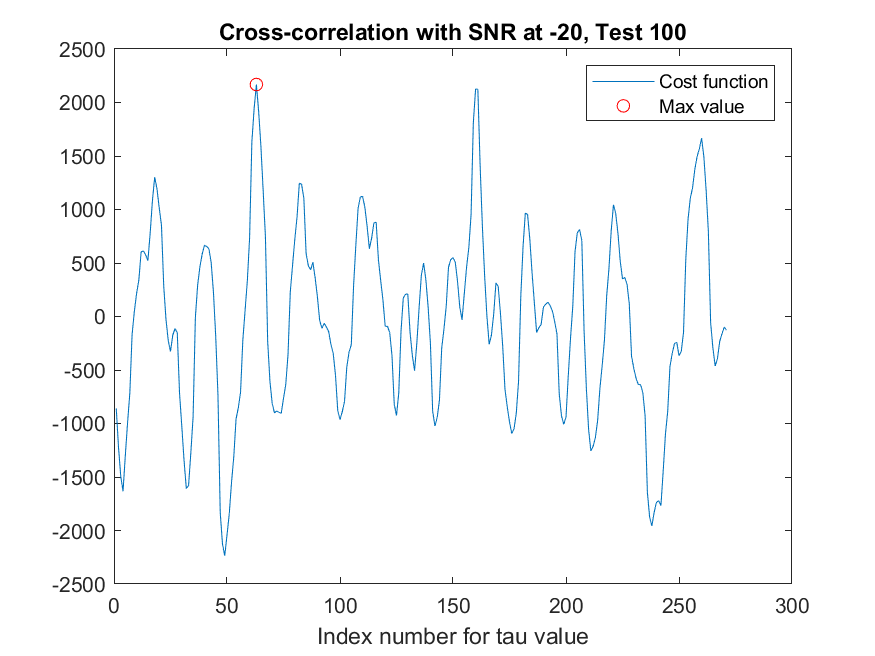 Cross-correlation with SNR at -20, Test 100
2500
2000
1500
1000
500
0
-500
-1000
-1500
-2000
-2500
Cost function
Max value
0 50 100 150 200 250 300
Index number for tau value